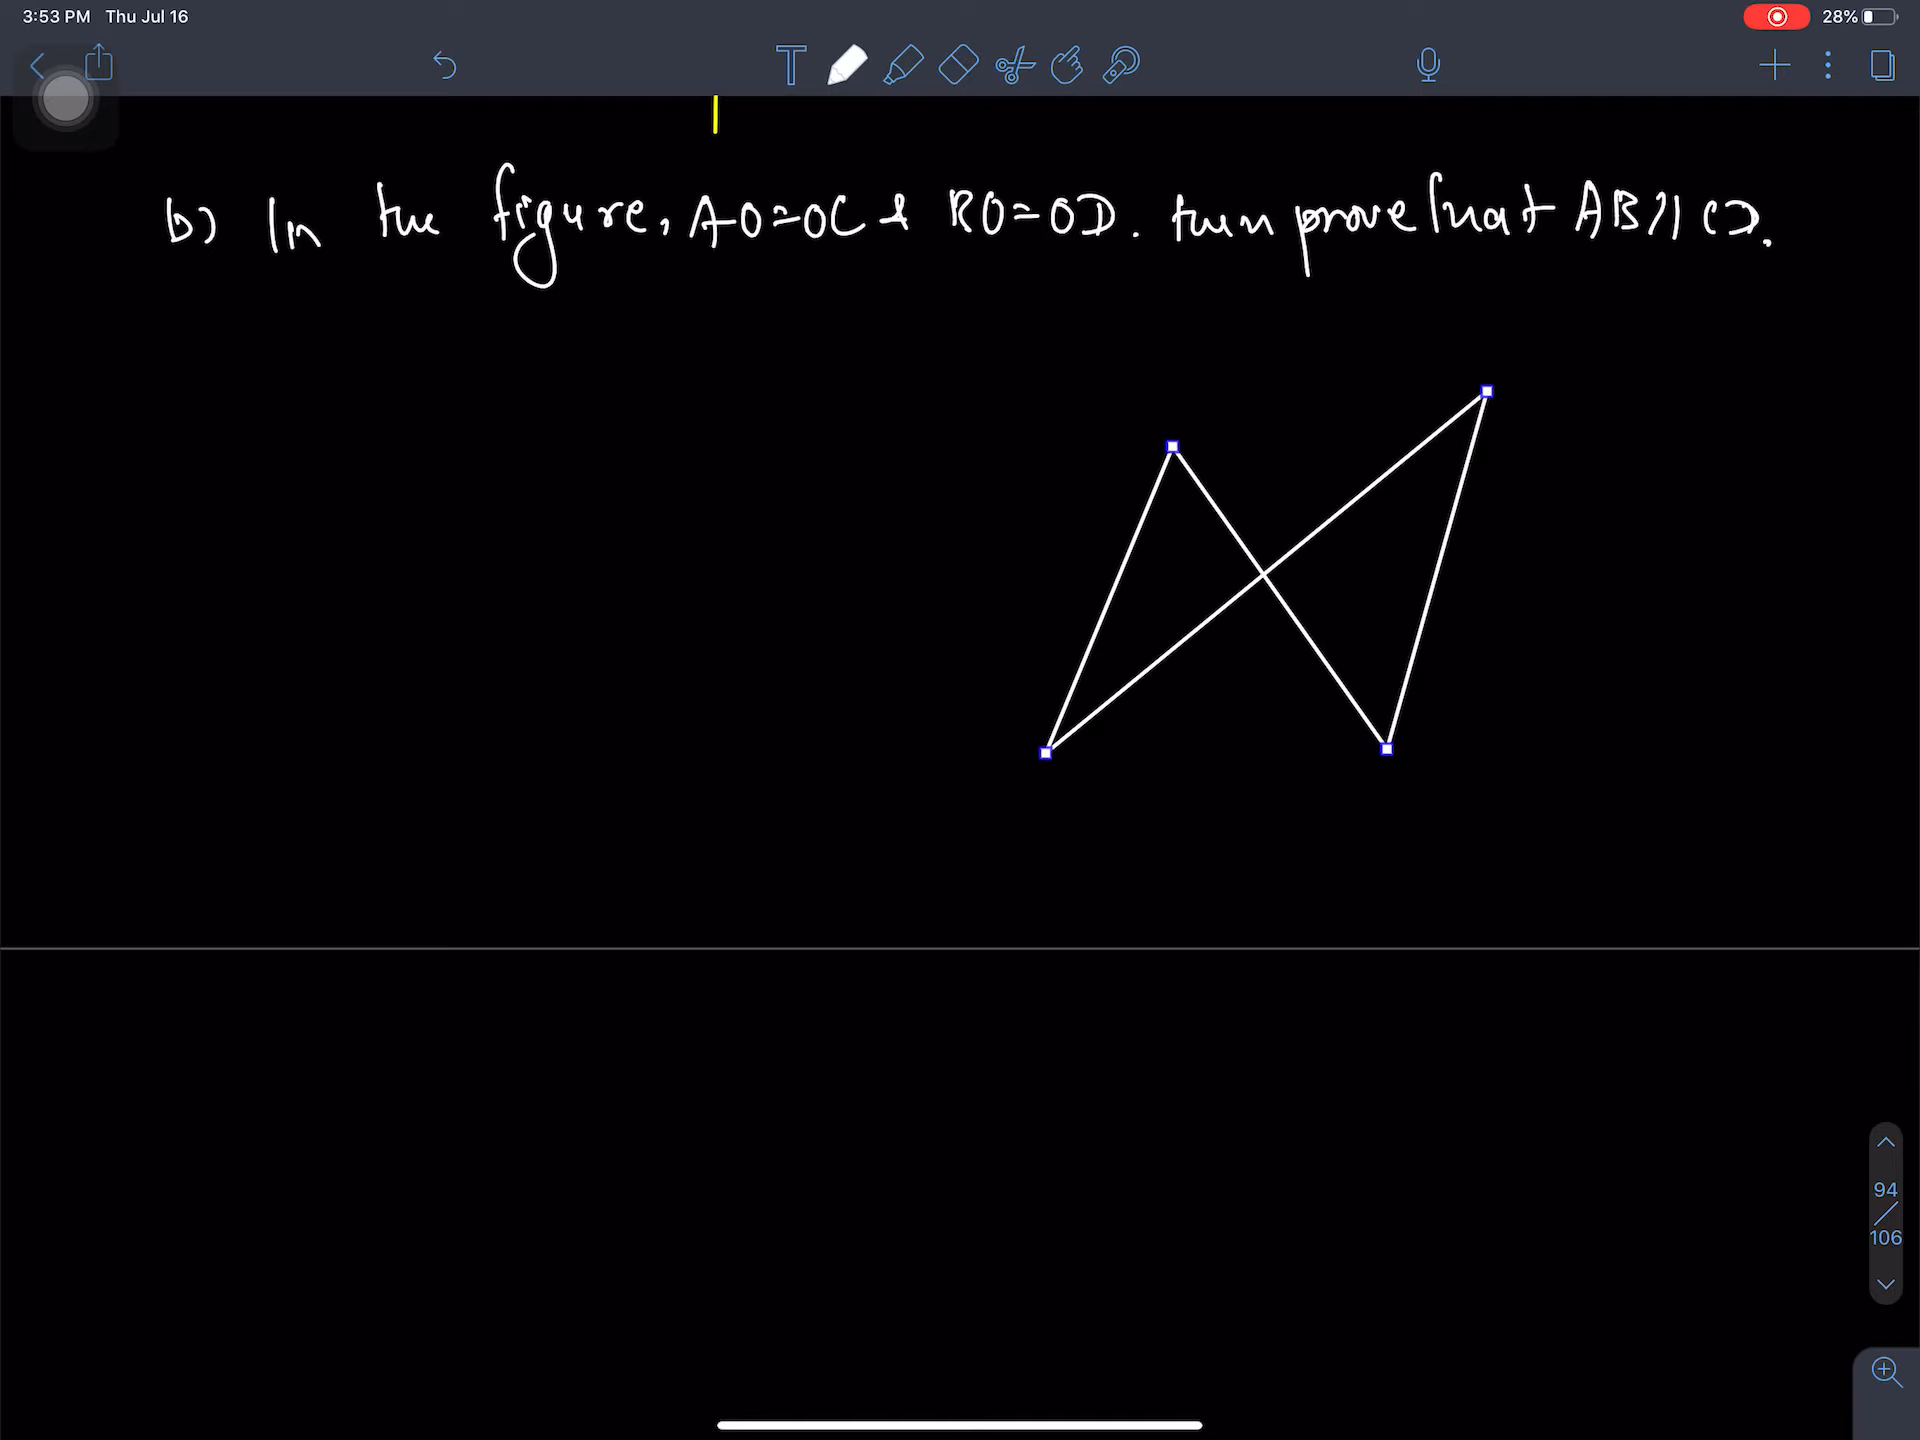 3:53 PM Thu Jul 16
28%
b) In the figure, AO=OC & BO=OD. then prove that AB // CD.
94
106